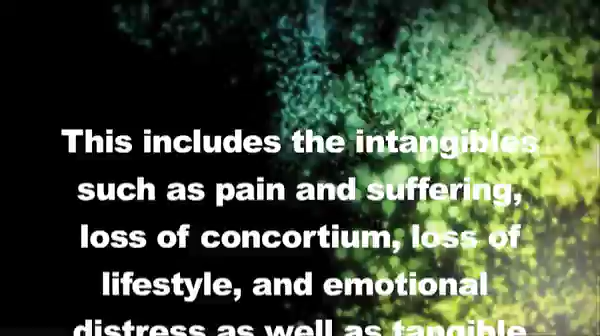 This includes the intangibles
such as pain and suffering,
loss of concortium, loss of
lifestyle, and emotional
distress as well as tangible